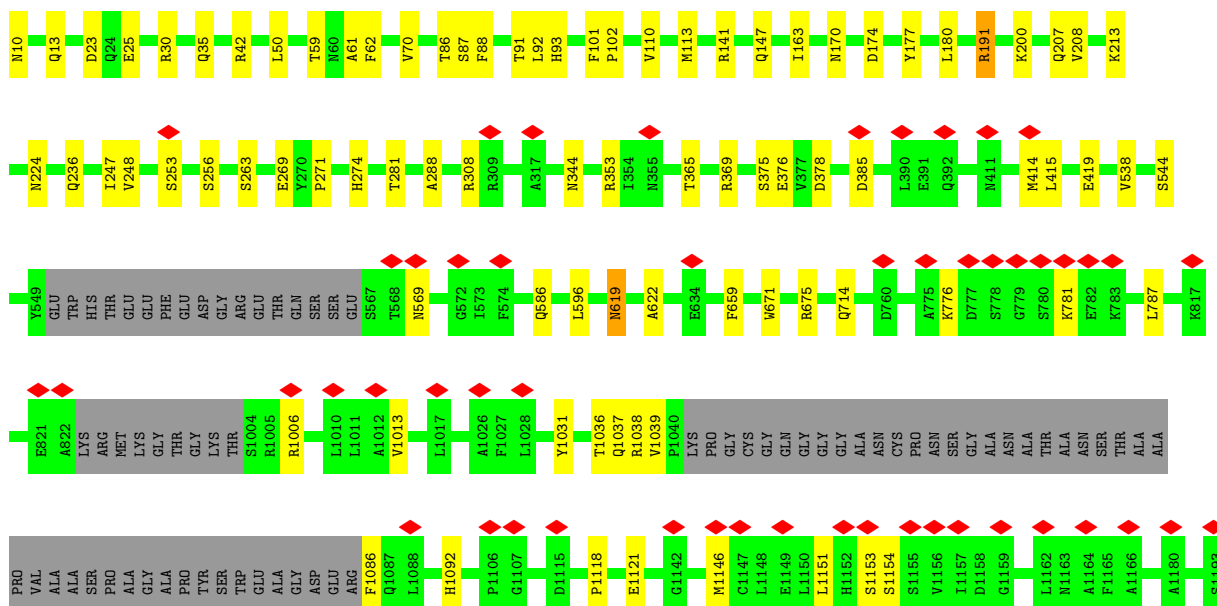 N10 Q13 D23 Q24 E25 R30 Q35 R42 L50 T59 N60 A61 F62 V70 T86 S87 F88 T91 L92 H93 F101 P102 V110 M113 R141 Q147 I163 N170 D174 Y177 L180 R191 K200 Q207 V208 K213
N224 Q236 I247 V248 S253 S256 S263 E269 Y270 P271 H274 T281 A288 R308 R309 A317 N344 R353 I354 N355 T365 R369 S375 E376 V377 D378 D385 L390 E391 Q392 N411 M414 L415 E419 V538 S544
Y549 GLU TRP HIS THR GLU GLU PHE GLU ASP GLY ARG GLU THR GLN SER SER GLU S567 T568 N569 G572 I573 F574 Q586 L596 N619 A622 E634 F659 W671 R675 Q714 D760 A775 K776 D777 S778 G779 S780 K781 E782 K783 L787 K817
E821 A822 LYS ARG MET LYS GLY THR GLY LYS THR S1004 R1005 R1006 L1010 L1011 A1012 V1013 L1017 A1026 F1027 L1028 Y1031 T1036 Q1037 R1038 V1039 P1040 LYS PRO GLY CYS GLY GLN GLY GLY GLY ALA ASN CYS PRO ASN SER GLY ALA ASN ALA THR ALA ASN SER THR ALA ALA
PRO VAL ALA ALA SER PRO ALA GLY ALA PRO TYR SER TRP GLU ALA GLY ASP GLU ARG F1086 Q1087 L1088 H1092 P1106 G1107 D1115 P1118 E1121 G1142 M1146 C1147 L1148 E1149 L1150 L1151 H1152 S1153 S1154 S1155 V1156 I1157 D1158 G1159 L1162 N1163 A1164 F1165 A1166 A1180 S1193